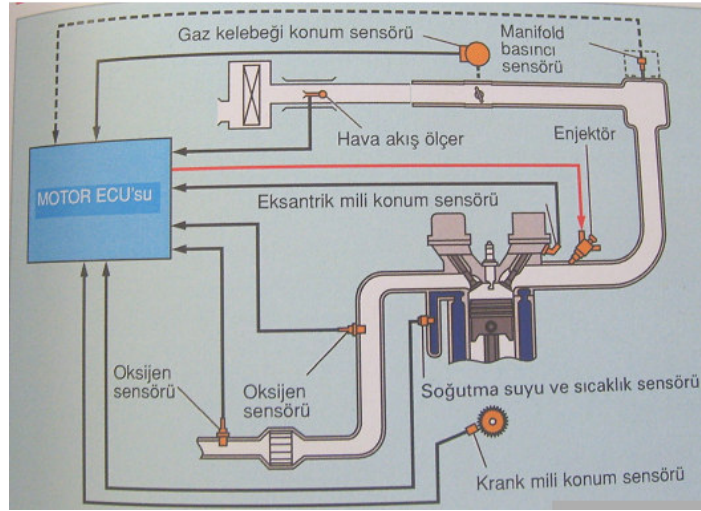 Gaz kelebeği konum sensörü
Manifold
basıncı
sensörü
Hava akış ölçer
Enjektör
MOTOR ECU'su
Eksantrik mili konum sensörü
Oksijen
sensörü
Oksijen
sensörü
Soğutma suyu ve sıcaklık sensörü
Krank mili konum sensörü